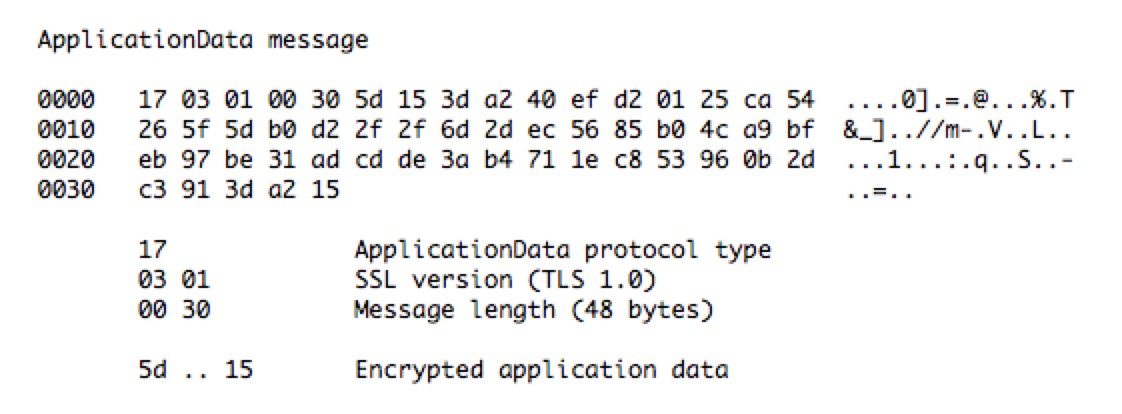 ApplicationData message
0000 17 03 01 00 30 5d 15 3d a2 40 ef d2 01 25 ca 54 ....0].=.@...%.T
0010 26 5f 5d b0 d2 2f 2f 6d 2d ec 56 85 b0 4c a9 bf &_]..//m-.V..L..
0020 eb 97 be 31 ad cd de 3a b4 71 1e c8 53 96 0b 2d ...1...:.q..S..-
0030 c3 91 3d a2 15 ..=..
17 ApplicationData protocol type
03 01 SSL version (TLS 1.0)
00 30 Message length (48 bytes)
5d .. 15 Encrypted application data